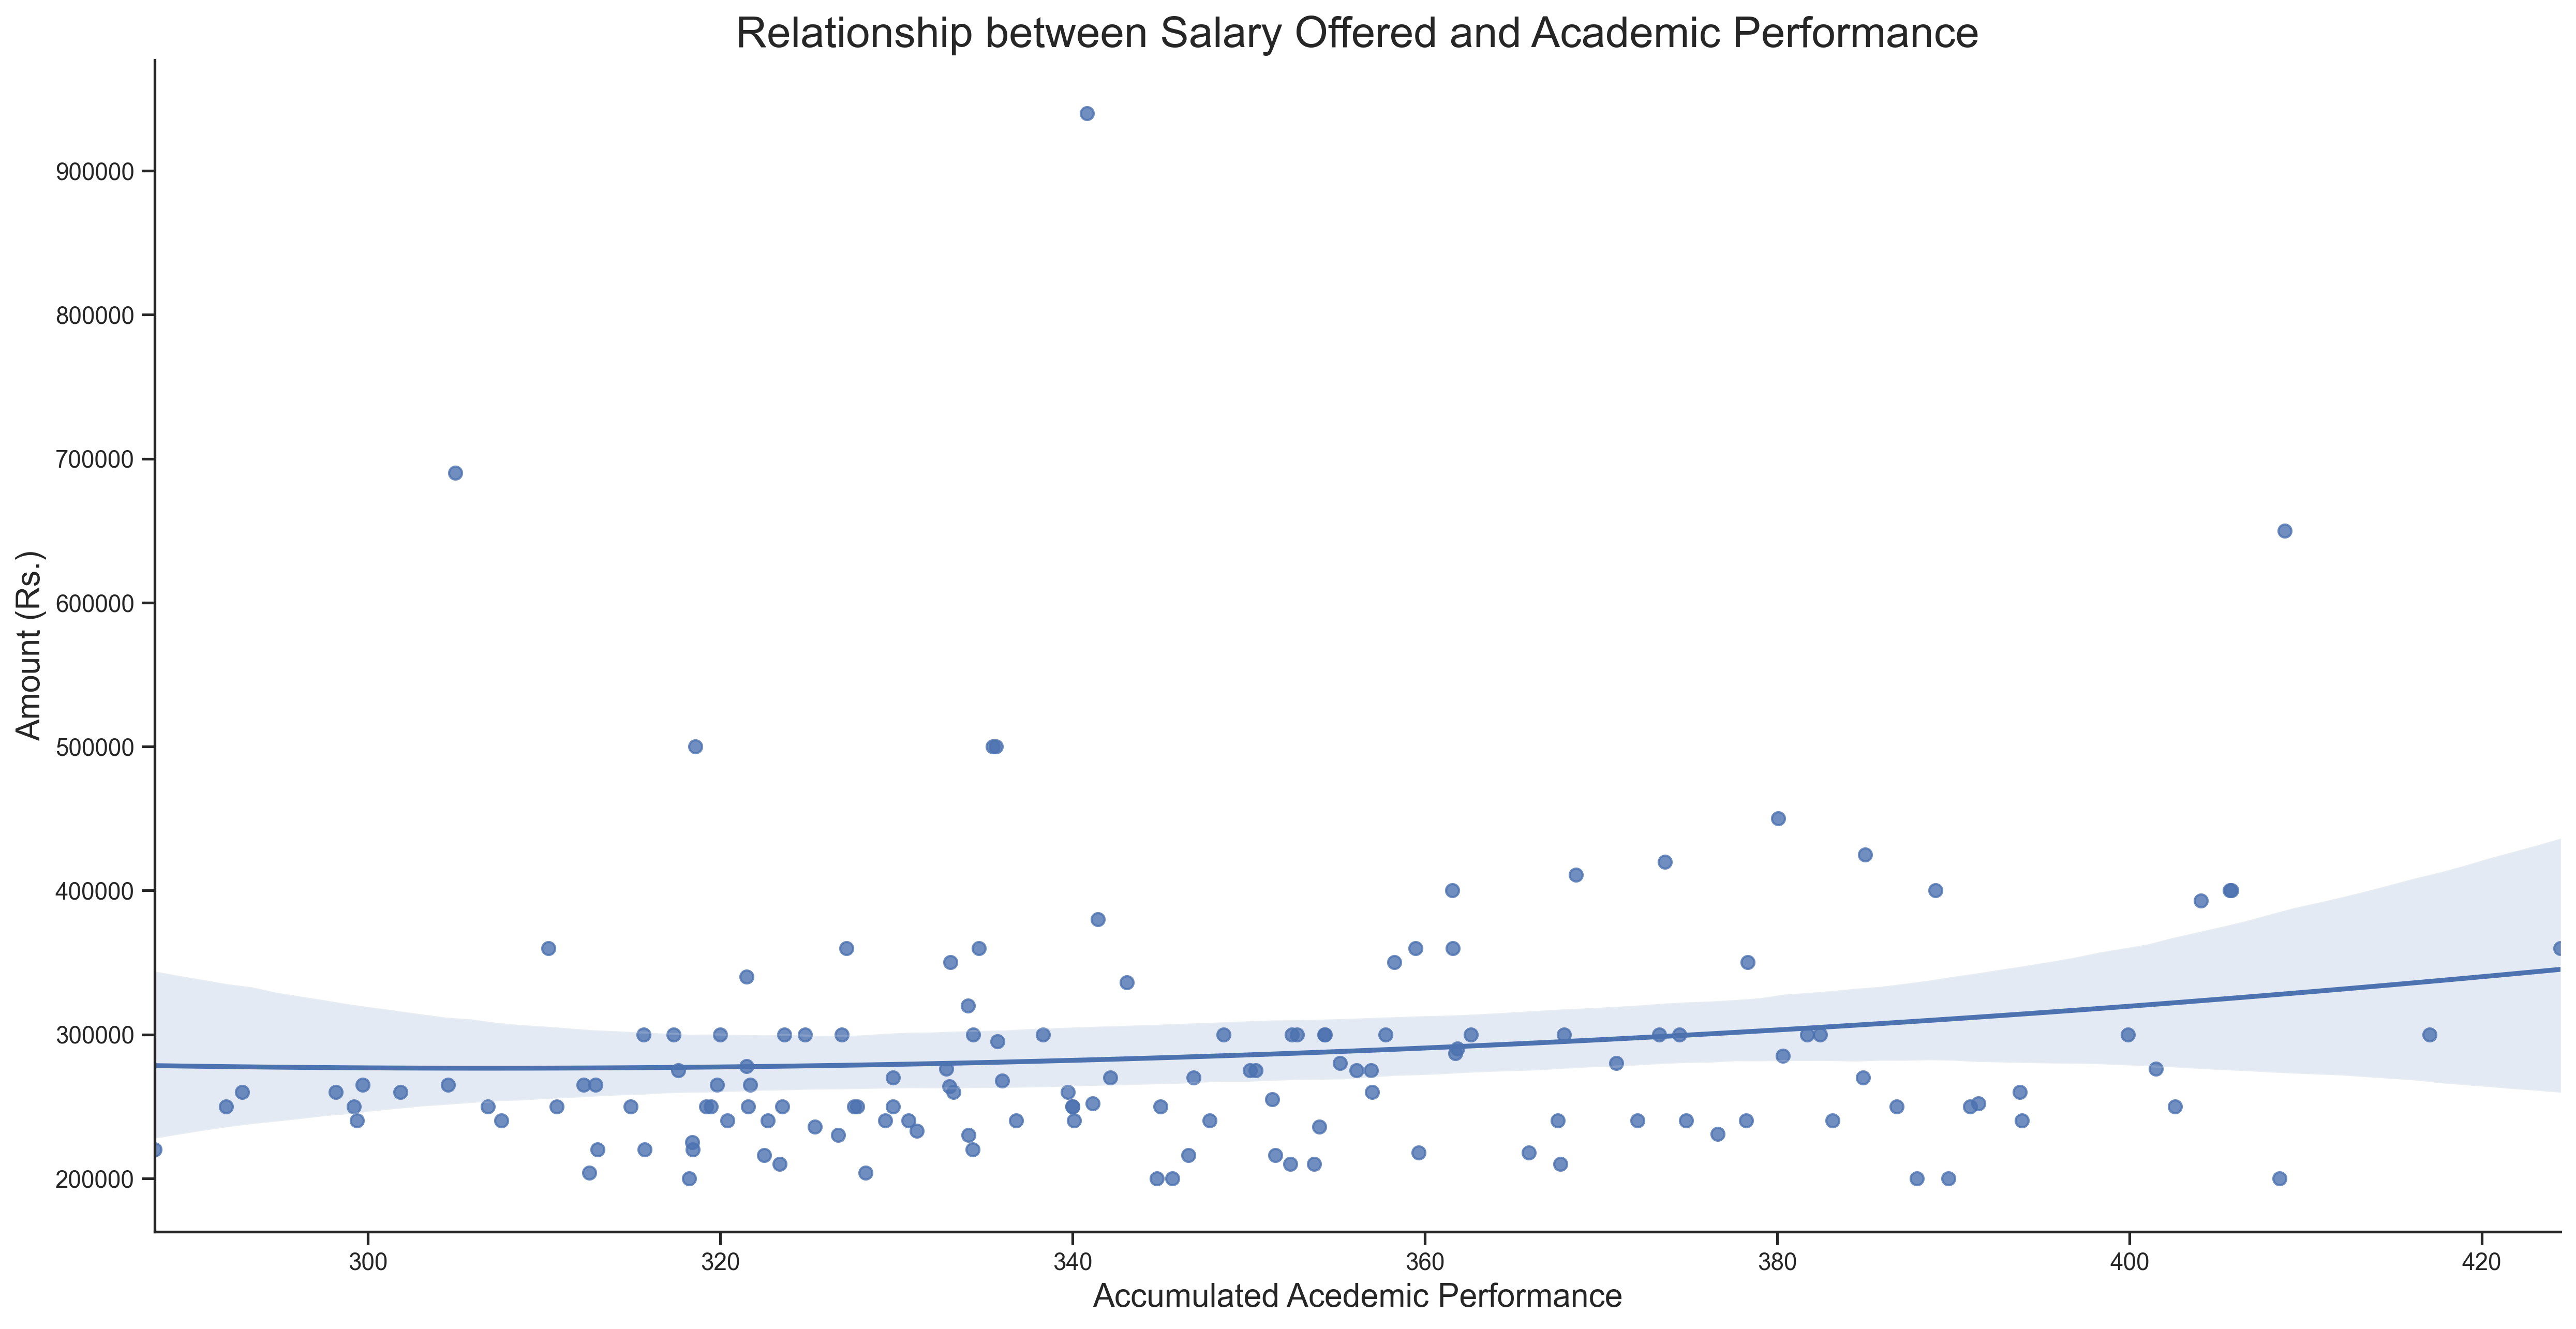 Relationship between Salary Offered and Academic Performance
900000
800000
700000
600000
500000
400000
300000
200000
Amount (Rs.)
300 320 340 360 380 400 420
Accumulated Acedemic Performance